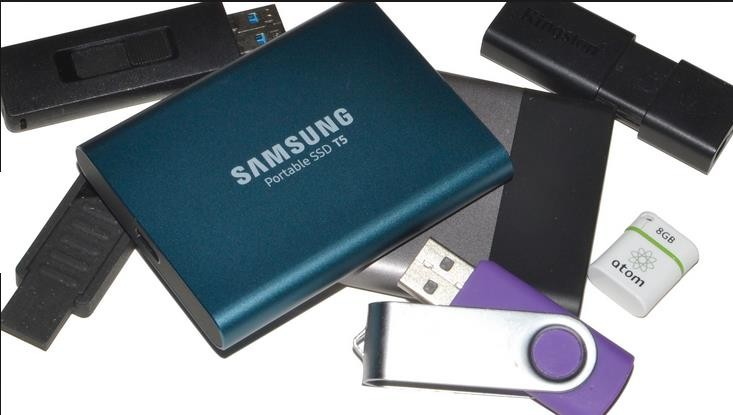 Kingston
SAMSUNG
Portable SSD T5
8GB
atom